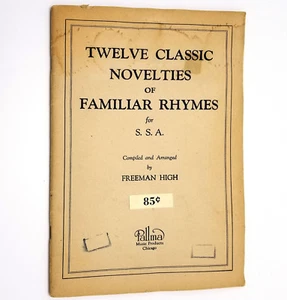 TWELVE CLASSIC
NOVELTIES
OF
FAMILIAR RHYMES
for
S. S. A.
Compiled and Arranged
by
FREEMAN HIGH
85¢
Pallma
Music Products
Chicago